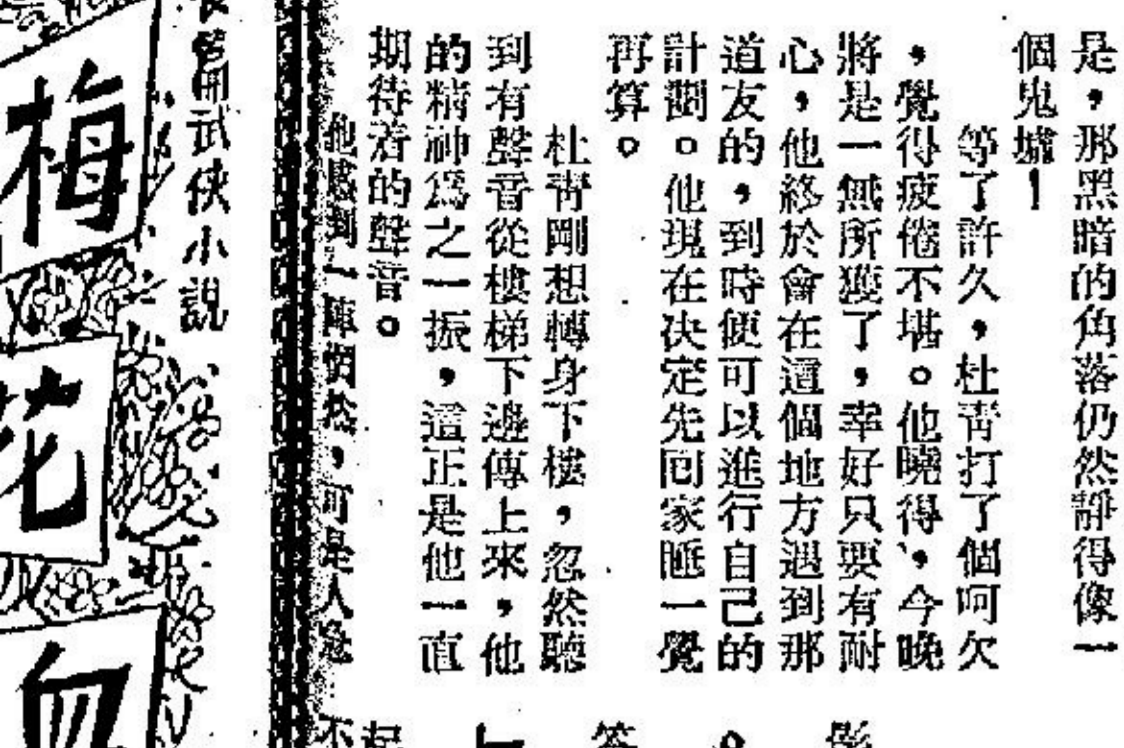 是，那黑暗的角落仍然靜得像一
個鬼墟！
等了許久，杜青打了個呵欠
，覺得疲倦不堪。他曉得，今晚
將是一無所獲了，幸好只要有耐
心，他終於會在這個地方遇到那
道友的，到時便可以進行自己的
計劃。他現在決定先回家睡一覺
再算。
杜青剛想轉身下樓，忽然聽
到有聲音從樓梯下邊傳上來，他
的精神為之一振，這正是他一直
期待着的聲音。
他感到一陣惘然，可是人急
武俠小說
梅
花
血